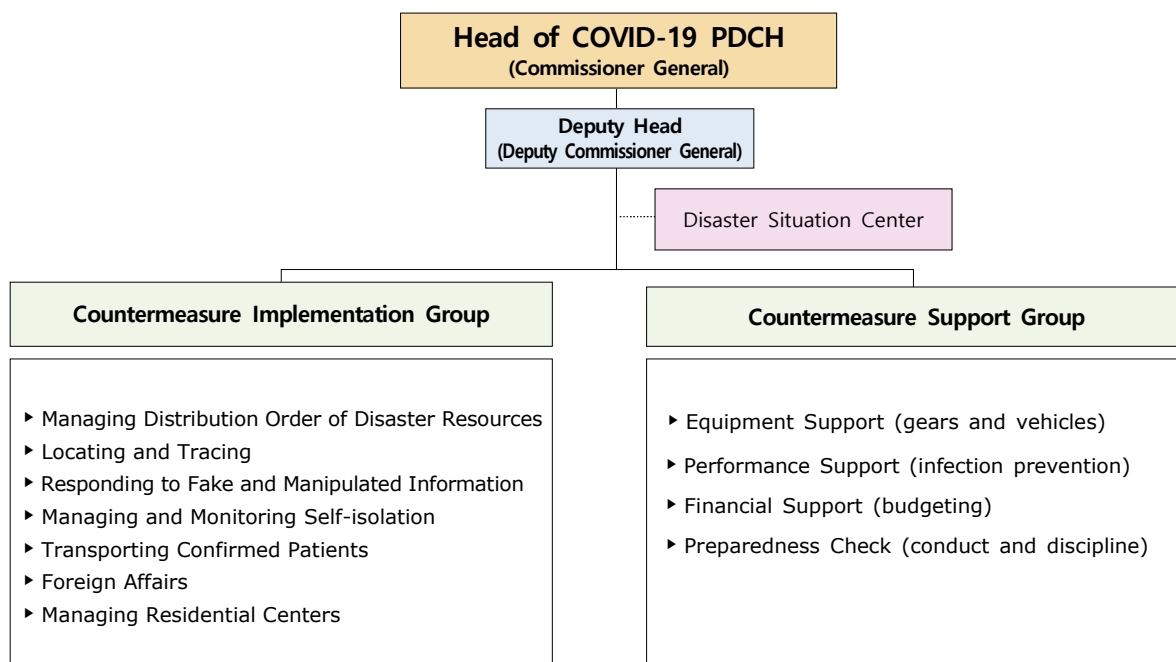 Head of COVID-19 PDCH
(Commissioner General)
Deputy Head
(Deputy Commissioner General)
Disaster Situation Center
Countermeasure Implementation Group
▶ Managing Distribution Order of Disaster Resources
▶ Locating and Tracing
▶ Responding to Fake and Manipulated Information
▶ Managing and Monitoring Self-isolation
▶ Transporting Confirmed Patients
▶ Foreign Affairs
▶ Managing Residential Centers
Countermeasure Support Group
▶ Equipment Support (gears and vehicles)
▶ Performance Support (infection prevention)
▶ Financial Support (budgeting)
▶ Preparedness Check (conduct and discipline)